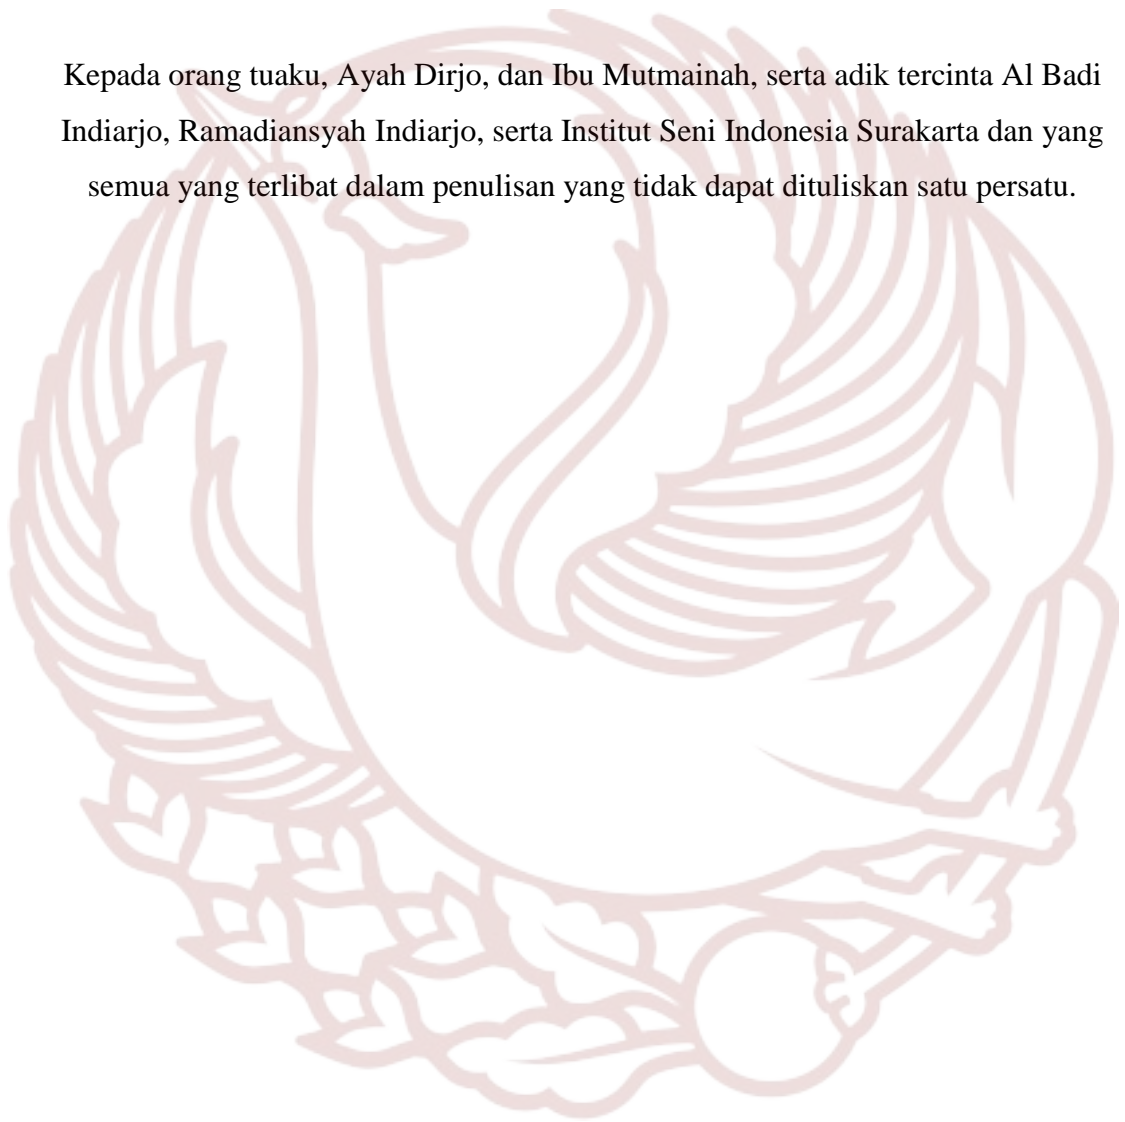 Kepada orang tuaku, Ayah Dirjo, dan Ibu Mutmainah, serta adik tercinta Al Badi
Indiarjo, Ramadiansyah Indiarjo, serta Institut Seni Indonesia Surakarta dan yang
semua yang terlibat dalam penulisan yang tidak dapat dituliskan satu persatu.